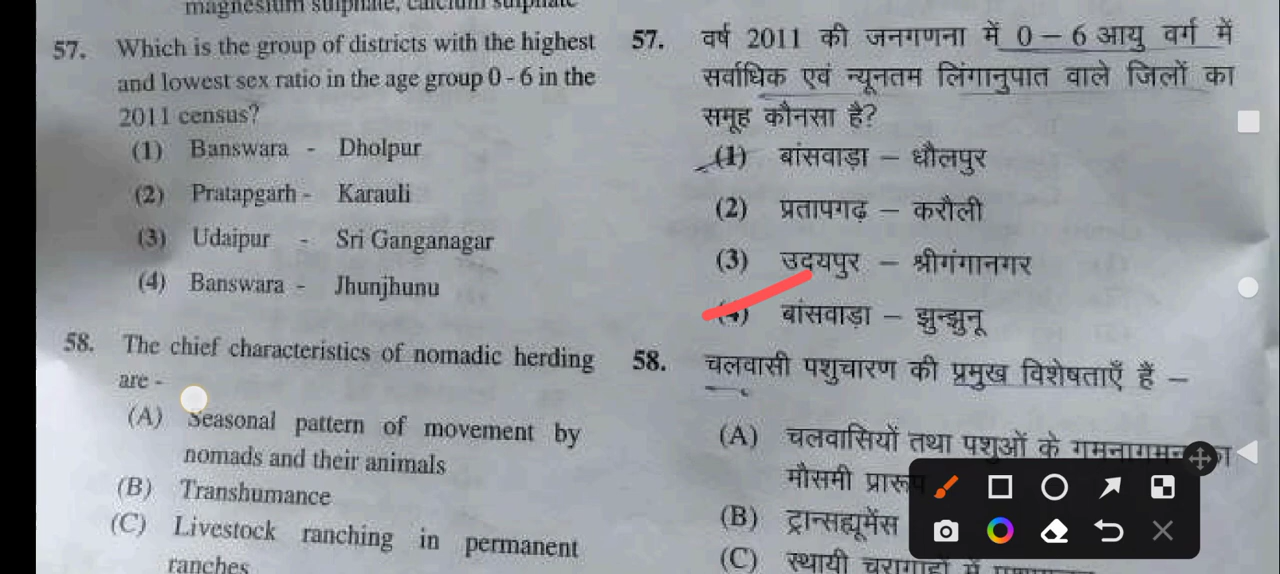 magnesium sulphate, calcium sulphate
57. Which is the group of districts with the highest
and lowest sex ratio in the age group 0 - 6 in the
2011 census?
(1) Banswara - Dholpur
(2) Pratapgarh - Karauli
(3) Udaipur - Sri Ganganagar
(4) Banswara - Jhunjhunu
58. The chief characteristics of nomadic herding
are -
(A) Seasonal pattern of movement by
nomads and their animals
(B) Transhumance
(C) Livestock ranching in permanent
ranches
57. वर्ष 2011 की जनगणना में 0 – 6 आयु वर्ग में
सर्वाधिक एवं न्यूनतम लिंगानुपात वाले जिलों का
समूह कौनसा है?
(1) बांसवाड़ा – धौलपुर
(2) प्रतापगढ़ – करौली
(3) उदयपुर – श्रीगंगानगर
(4) बांसवाड़ा – झुन्झुनू
58. चलवासी पशुचारण की प्रमुख विशेषताएँ हैं –
(A) चलवासियों तथा पशुओं के गमनागमन का
मौसमी प्रारूप
(B) ट्रान्सह्यूमेंस
(C) स्थायी चरागाहों में